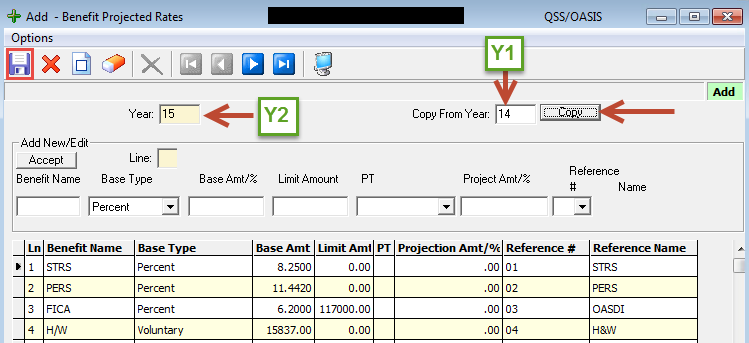 Add - Benefit Projected Rates QSS/OASIS
Options
Y1
Add
Year: 15 Y2 Copy From Year: 14 Copy
Add New/Edit
Accept Line:
Benefit Name Base Type Base Amt/% Limit Amount PT Project Amt/% Reference # Name
Percent
Ln Benefit Name Base Type Base Amt Limit Amt PT Projection Amt/% Reference # Reference Name
1 STRS Percent 8.2500 0.00 .00 01 STRS
2 PERS Percent 11.4420 0.00 .00 02 PERS
3 FICA Percent 6.2000 117000.00 .00 03 OASDI
4 H/W Voluntary 15837.00 0.00 .00 04 H&W